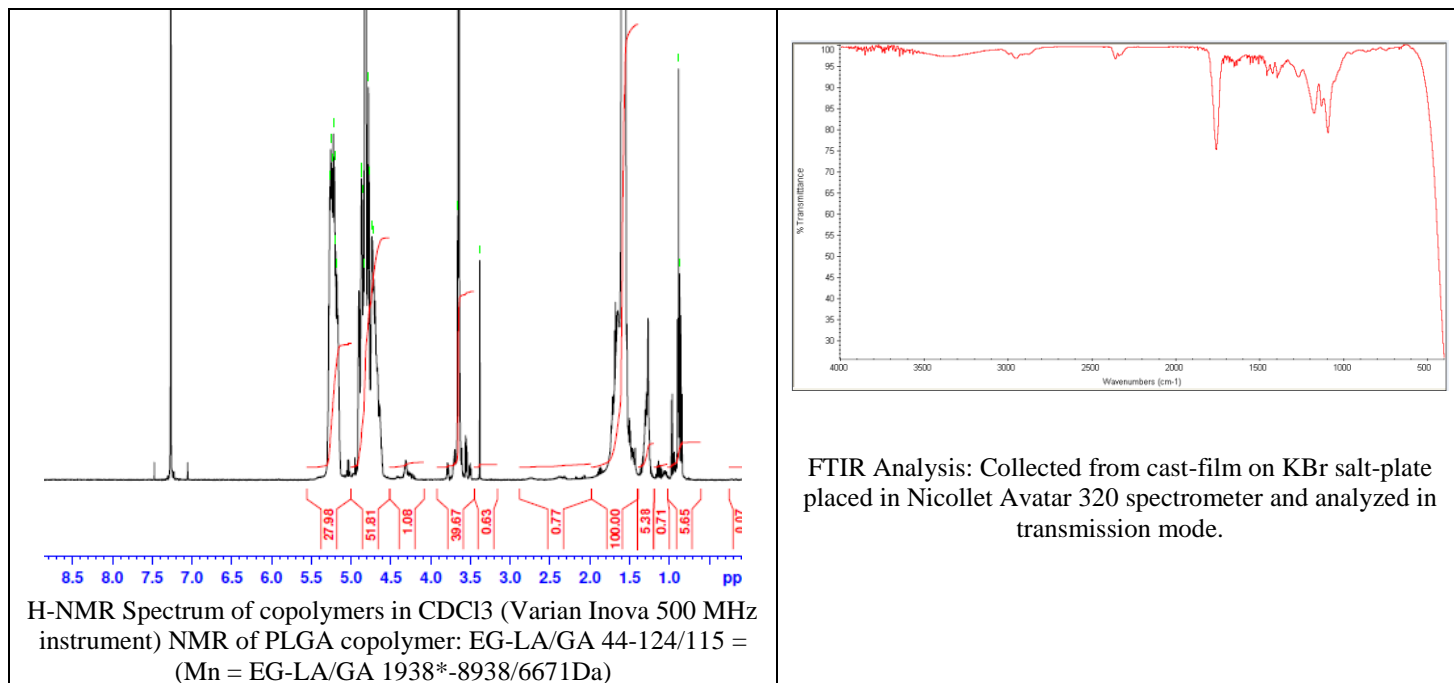 27.98
51.81
1.08
39.67
0.63
0.77
100.00
5.38
0.71
5.65
8.5 8.0 7.5 7.0 6.5 6.0 5.5 5.0 4.5 4.0 3.5 3.0 2.5 2.0 1.5 1.0 pp
H-NMR Spectrum of copolymers in CDCl3 (Varian Inova 500 MHz
instrument) NMR of PLGA copolymer: EG-LA/GA 44-124/115 =
(Mn = EG-LA/GA 1938*-8938/6671Da)
100
95
90
85
80
75
70
65
60
55
50
45
40
35
30
% Transmittance
4000 3000 2000 1500 1000 500
Wavenumbers (cm-1)
FTIR Analysis: Collected from cast-film on KBr salt-plate
placed in Nicollet Avatar 320 spectrometer and analyzed in
transmission mode.